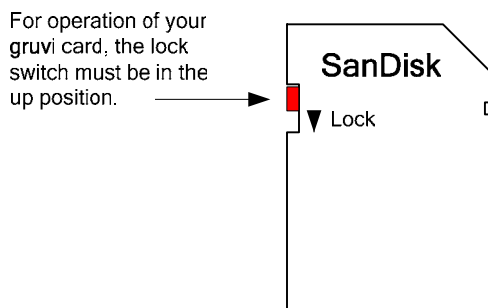 For operation of your
gruvi card, the lock
switch must be in the
up position.
SanDisk
Lock